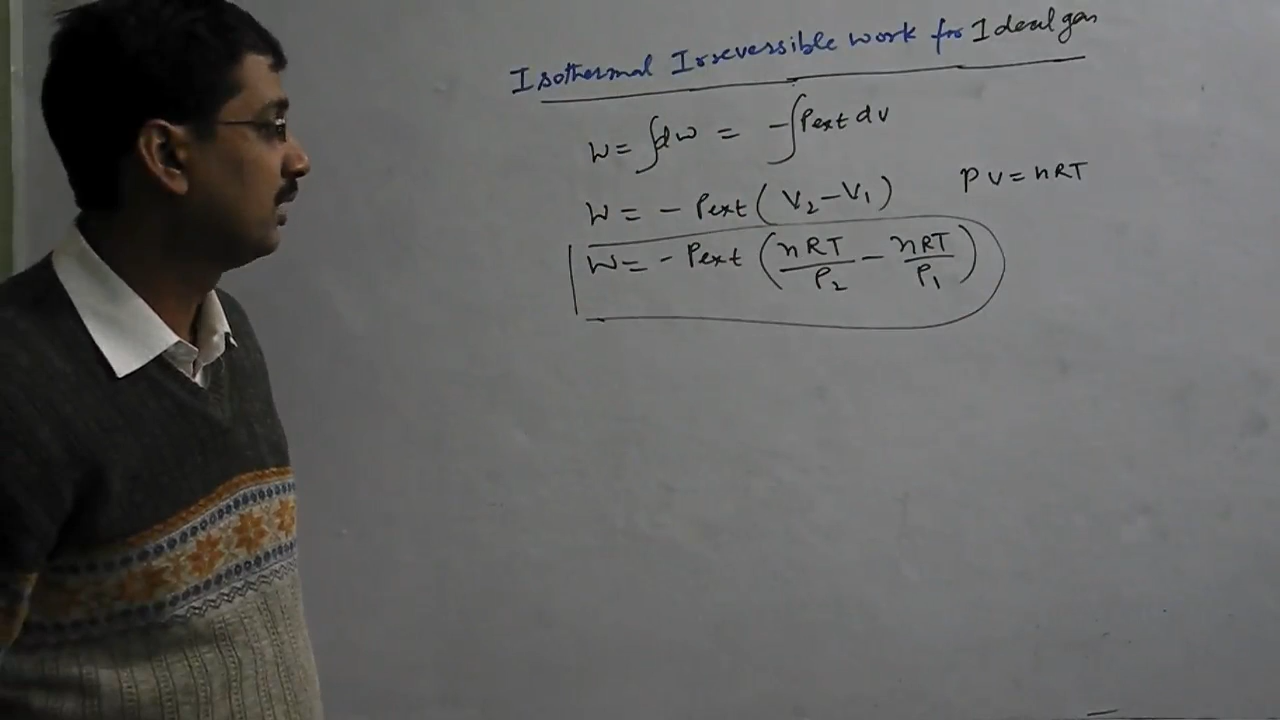 Isothermal Irreversible work for Ideal gas
W = ∫dw = -∫Pext dv
W = - Pext ( V₂ - V₁ )
PV = nRT
W = - Pext ( nRT/P₂ - nRT/P₁ )